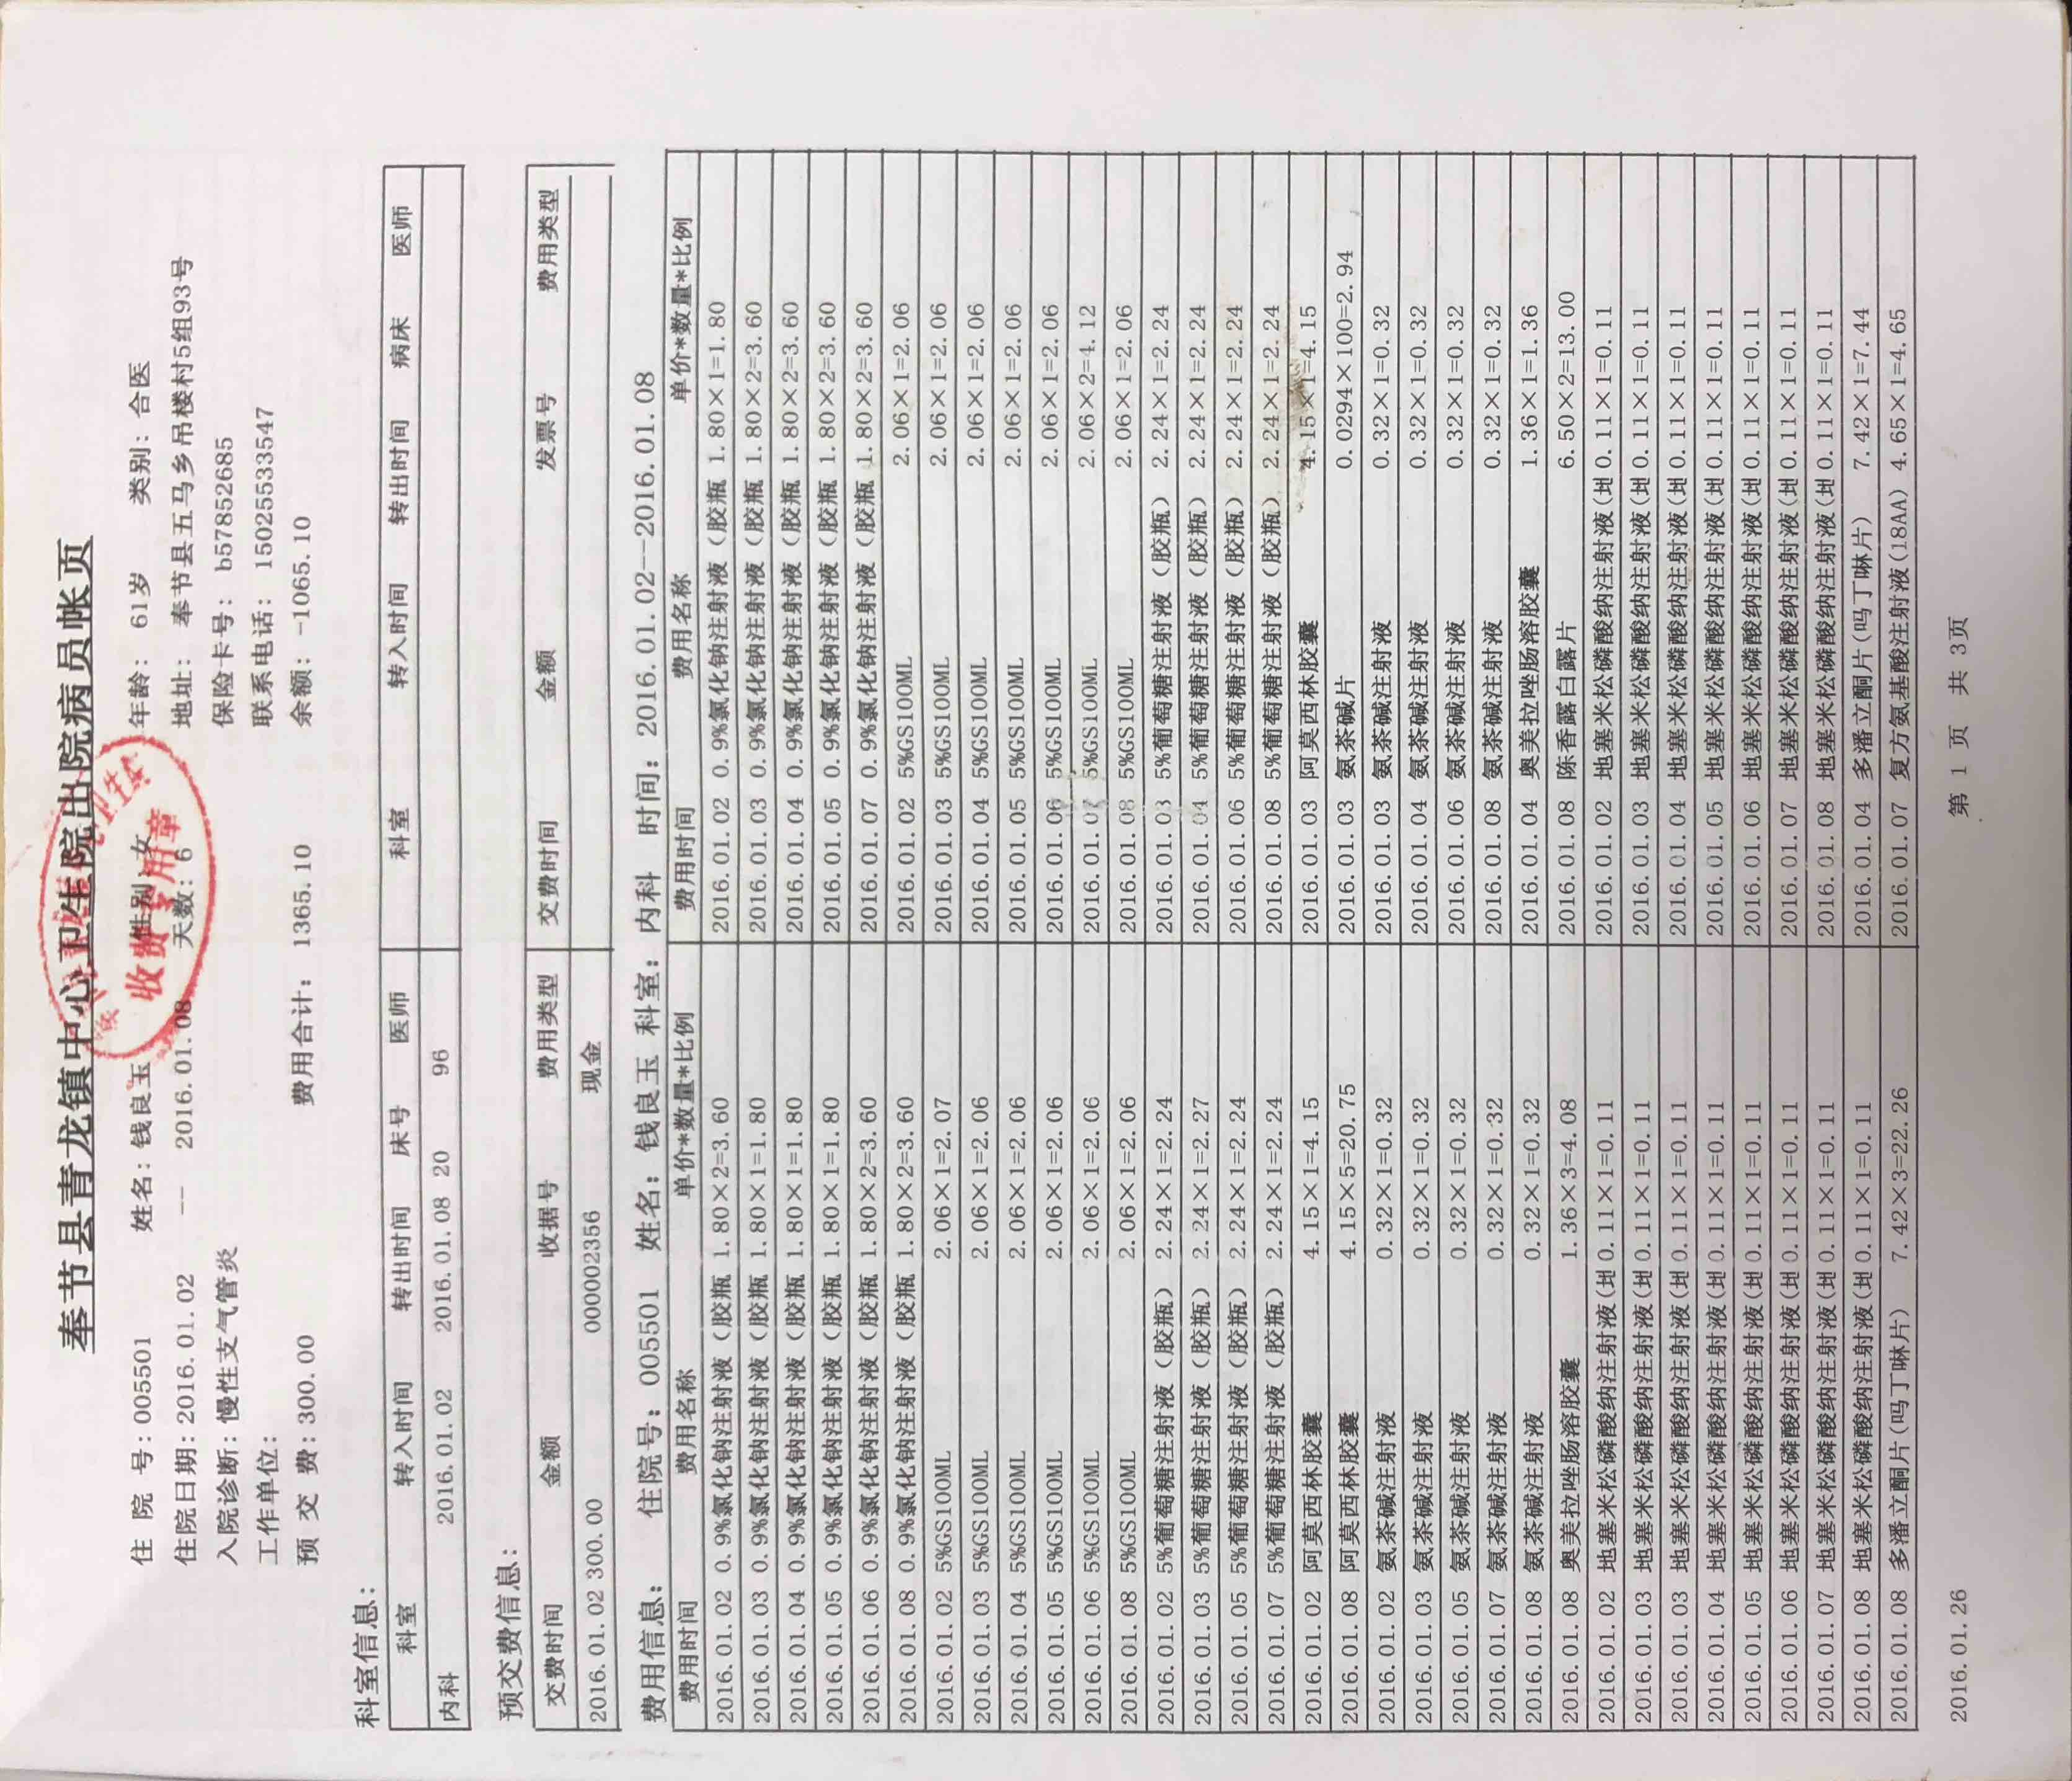 奉节县青龙镇中心卫生院出院病员帐页
住 院 号: 005501 姓名: 钱良玉 性别: 女 年龄: 61岁 类别: 合医
住院日期: 2016.01.02 -- 2016.01.08 天数: 6 地址: 奉节县五马乡吊楼村5组93号
收费专用章
入院诊断: 慢性支气管炎 保险卡号: b57852685
工作单位: 联系电话: 15025533547
预 交 费: 300.00 费用合计: 1365.10 余额: -1065.10
科室信息:
科室 转入时间 转出时间 床号 医师 科室 转入时间 转出时间 病床 医师
内科 2016.01.02 2016.01.08 20 96
预交费信息:
交费时间 金额 收据号 费用类型 交费时间 金额 发票号 费用类型
2016.01.02 300.00 000002356 现金
费用信息: 住院号: 005501 姓名: 钱良玉 科室: 内科 时间: 2016.01.02--2016.01.08
费用时间 费用名称 单价*数量*比例 费用时间 费用名称 单价*数量*比例
2016.01.02 0.9%氯化钠注射液（胶瓶 1.80×2=3.60 2016.01.02 0.9%氯化钠注射液（胶瓶 1.80×1=1.80
2016.01.03 0.9%氯化钠注射液（胶瓶 1.80×1=1.80 2016.01.03 0.9%氯化钠注射液（胶瓶 1.80×2=3.60
2016.01.04 0.9%氯化钠注射液（胶瓶 1.80×1=1.80 2016.01.04 0.9%氯化钠注射液（胶瓶 1.80×2=3.60
2016.01.05 0.9%氯化钠注射液（胶瓶 1.80×1=1.80 2016.01.05 0.9%氯化钠注射液（胶瓶 1.80×2=3.60
2016.01.06 0.9%氯化钠注射液（胶瓶 1.80×2=3.60 2016.01.07 0.9%氯化钠注射液（胶瓶 1.80×2=3.60
2016.01.08 0.9%氯化钠注射液（胶瓶 1.80×2=3.60 2016.01.02 5%GS100ML 2.06×1=2.06
2016.01.02 5%GS100ML 2.06×1=2.07 2016.01.03 5%GS100ML 2.06×1=2.06
2016.01.03 5%GS100ML 2.06×1=2.06 2016.01.04 5%GS100ML 2.06×1=2.06
2016.01.04 5%GS100ML 2.06×1=2.06 2016.01.05 5%GS100ML 2.06×1=2.06
2016.01.05 5%GS100ML 2.06×1=2.06 2016.01.06 5%GS100ML 2.06×1=2.06
2016.01.06 5%GS100ML 2.06×1=2.06 2016.01.07 5%GS100ML 2.06×2=4.12
2016.01.08 5%GS100ML 2.06×1=2.06 2016.01.08 5%GS100ML 2.06×1=2.06
2016.01.02 5%葡萄糖注射液（胶瓶） 2.24×1=2.24 2016.01.03 5%葡萄糖注射液（胶瓶） 2.24×1=2.24
2016.01.03 5%葡萄糖注射液（胶瓶） 2.24×1=2.27 2016.01.04 5%葡萄糖注射液（胶瓶） 2.24×1=2.24
2016.01.05 5%葡萄糖注射液（胶瓶） 2.24×1=2.24 2016.01.06 5%葡萄糖注射液（胶瓶） 2.24×1=2.24
2016.01.07 5%葡萄糖注射液（胶瓶） 2.24×1=2.24 2016.01.08 5%葡萄糖注射液（胶瓶） 2.24×1=2.24
2016.01.02 阿莫西林胶囊 4.15×1=4.15 2016.01.03 阿莫西林胶囊 4.15×1=4.15
2016.01.08 阿莫西林胶囊 4.15×5=20.75 2016.01.03 氨茶碱片 0.0294×100=2.94
2016.01.02 氨茶碱注射液 0.32×1=0.32 2016.01.03 氨茶碱注射液 0.32×1=0.32
2016.01.03 氨茶碱注射液 0.32×1=0.32 2016.01.04 氨茶碱注射液 0.32×1=0.32
2016.01.05 氨茶碱注射液 0.32×1=0.32 2016.01.06 氨茶碱注射液 0.32×1=0.32
2016.01.07 氨茶碱注射液 0.32×1=0.32 2016.01.08 氨茶碱注射液 0.32×1=0.32
2016.01.08 氨茶碱注射液 0.32×1=0.32 2016.01.04 奥美拉唑肠溶胶囊 1.36×1=1.36
2016.01.08 奥美拉唑肠溶胶囊 1.36×3=4.08 2016.01.08 陈香露白露片 6.50×2=13.00
2016.01.02 地塞米松磷酸纳注射液(地 0.11×1=0.11 2016.01.02 地塞米松磷酸纳注射液(地 0.11×1=0.11
2016.01.03 地塞米松磷酸纳注射液(地 0.11×1=0.11 2016.01.03 地塞米松磷酸纳注射液(地 0.11×1=0.11
2016.01.03 地塞米松磷酸纳注射液(地 0.11×1=0.11 2016.01.04 地塞米松磷酸纳注射液(地 0.11×1=0.11
2016.01.04 地塞米松磷酸纳注射液(地 0.11×1=0.11 2016.01.05 地塞米松磷酸纳注射液(地 0.11×1=0.11
2016.01.05 地塞米松磷酸纳注射液(地 0.11×1=0.11 2016.01.06 地塞米松磷酸纳注射液(地 0.11×1=0.11
2016.01.06 地塞米松磷酸纳注射液(地 0.11×1=0.11 2016.01.07 地塞米松磷酸纳注射液(地 0.11×1=0.11
2016.01.07 地塞米松磷酸纳注射液(地 0.11×1=0.11 2016.01.08 地塞米松磷酸纳注射液(地 0.11×1=0.11
2016.01.08 地塞米松磷酸纳注射液(地 0.11×1=0.11 2016.01.04 多潘立酮片(吗丁啉片) 7.42×1=7.44
2016.01.08 多潘立酮片(吗丁啉片) 7.42×3=22.26 2016.01.07 复方氨基酸注射液(18AA) 4.65×1=4.65
2016.01.26 第 1 页 共 3页